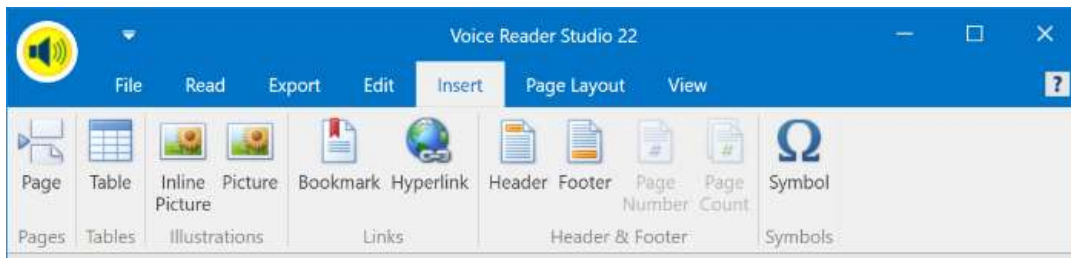 Voice Reader Studio 22
File Read Export Edit Insert Page Layout View ?
Page Table Inline Picture Picture Bookmark Hyperlink Header Footer Page Number Page Count Symbol
Pages Tables Illustrations Links Header & Footer Symbols